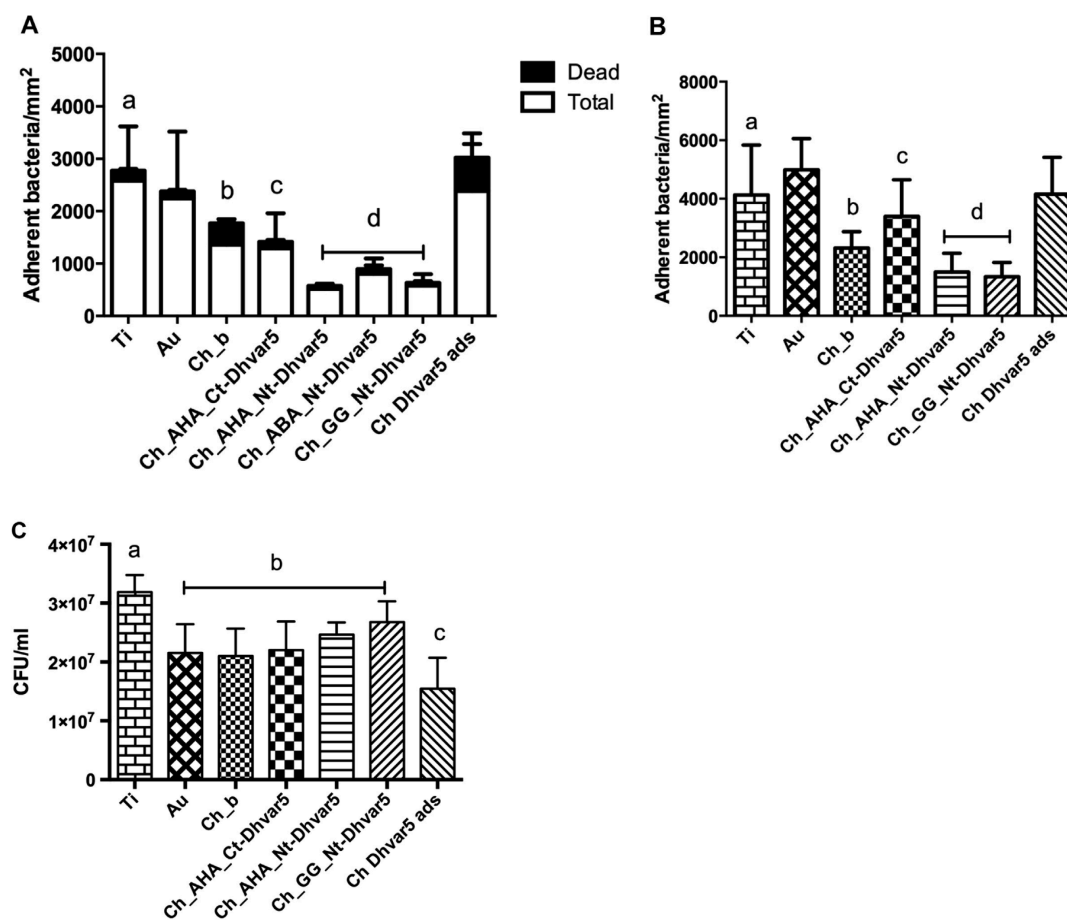 A
Adherent bacteria/mm2
5000
4000
3000
2000
1000
0
a
b
c
d
Ti
Au
Ch_b
Ch_AHA_Ct-Dhvar5
Ch_AHA_Nt-Dhvar5
Ch_ABA_Nt-Dhvar5
Ch_GG_Nt-Dhvar5
Ch Dhvar5 ads
Dead
Total
B
Adherent bacteria/mm2
8000
6000
4000
2000
0
a
b
c
d
Ti
Au
Ch_b
Ch_AHA_Ct-Dhvar5
Ch_AHA_Nt-Dhvar5
Ch_GG_Nt-Dhvar5
Ch Dhvar5 ads
C
CFU/ml
4×10^7
3×10^7
2×10^7
1×10^7
0
a
b
c
Ti
Au
Ch_b
Ch_AHA_Ct-Dhvar5
Ch_AHA_Nt-Dhvar5
Ch_GG_Nt-Dhvar5
Ch Dhvar5 ads